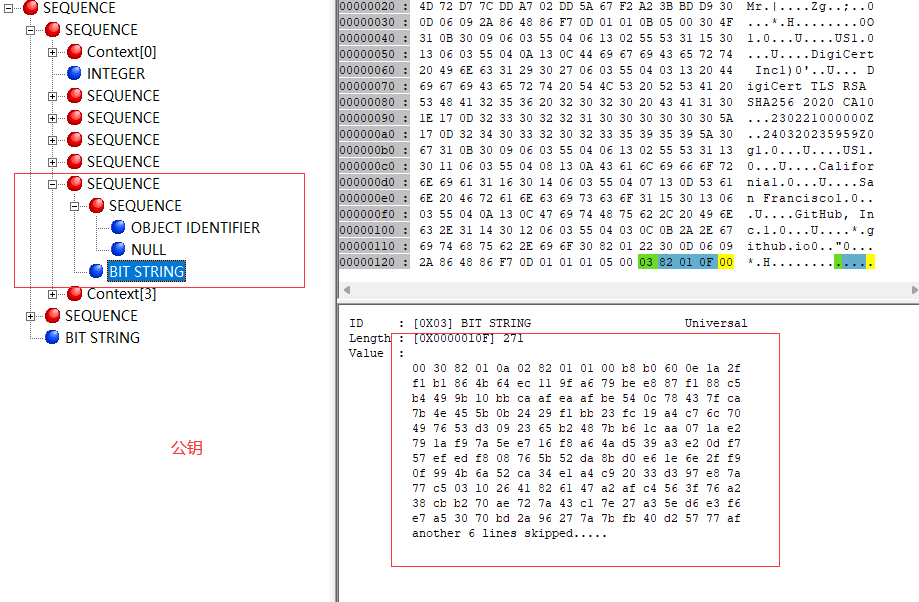 SEQUENCE
SEQUENCE
Context[0]
INTEGER
SEQUENCE
SEQUENCE
SEQUENCE
SEQUENCE
SEQUENCE
SEQUENCE
OBJECT IDENTIFIER
NULL
BIT STRING
Context[3]
SEQUENCE
BIT STRING
公钥
00000020 : 4D 72 D7 7C DD A7 02 DD 5A 67 F2 A2 3B BD D9 30 Mr.|....Zg..;..0
00000030 : 0D 06 09 2A 86 48 86 F7 0D 01 01 0B 05 00 30 4F ...*.H........0O
00000040 : 31 0B 30 09 06 03 55 04 06 13 02 55 53 31 15 30 1.0...U....US1.0
00000050 : 13 06 03 55 04 0A 13 0C 44 69 67 69 43 65 72 74 ...U....DigiCert
00000060 : 20 49 6E 63 31 29 30 27 06 03 55 04 03 13 20 44 Inc1)0'..U... D
00000070 : 69 67 69 43 65 72 74 20 54 4C 53 20 52 53 41 20 igiCert TLS RSA
00000080 : 53 48 41 32 35 36 20 32 30 32 30 20 43 41 31 30 SHA256 2020 CA10
00000090 : 1E 17 0D 32 33 30 32 32 31 30 30 30 30 30 30 5A ...230221000000Z
000000a0 : 17 0D 32 34 30 33 32 30 32 33 35 39 35 39 5A 30 ..240320235959Z0
000000b0 : 67 31 0B 30 09 06 03 55 04 06 13 02 55 53 31 13 g1.0...U....US1.
000000c0 : 30 11 06 03 55 04 08 13 0A 43 61 6C 69 66 6F 72 0...U....Califor
000000d0 : 6E 69 61 31 16 30 14 06 03 55 04 07 13 0D 53 61 nia1.0...U....Sa
000000e0 : 6E 20 46 72 61 6E 63 69 73 63 6F 31 15 30 13 06 n Francisco1.0..
000000f0 : 03 55 04 0A 13 0C 47 69 74 48 75 62 2C 20 49 6E .U....GitHub, In
00000100 : 63 2E 31 14 30 12 06 03 55 04 03 0C 0B 2A 2E 67 c.1.0...U....*.g
00000110 : 69 74 68 75 62 2E 69 6F 30 82 01 22 30 0D 06 09 ithub.io0.."0...
00000120 : 2A 86 48 86 F7 0D 01 01 01 05 00 03 82 01 0F 00 *.H.............
ID : [0X03] BIT STRING Universal
Length : [0X0000010F] 271
Value :
00 30 82 01 0a 02 82 01 01 00 b8 b0 60 0e 1a 2f
f1 b1 86 4b 64 ec 11 9f a6 79 be e8 87 f1 88 c5
b4 49 9b 10 bb ca af ea af be 54 0c 78 43 7f ca
7b 4e 45 5b 0b 24 29 f1 bb 23 fc 19 a4 c7 6c 70
49 76 53 d3 09 23 65 b2 48 7b b6 1c aa 07 1a e2
79 1a f9 7a 5e e7 16 f8 a6 4a d5 39 a3 e2 0d f7
57 ef ed f8 08 76 5b 52 da 8b d0 e6 1e 6e 2f f9
0f 99 4b 6a 52 ca 34 e1 a4 c9 20 33 d3 97 e8 7a
77 c5 03 10 26 41 82 61 47 a2 af c4 56 3f 76 a2
38 cb b2 70 ae 72 7a 43 c1 7e 27 a3 5e d6 e3 f6
e7 a5 30 70 bd 2a 96 27 7a 7b fb 40 d2 57 77 af
another 6 lines skipped.....